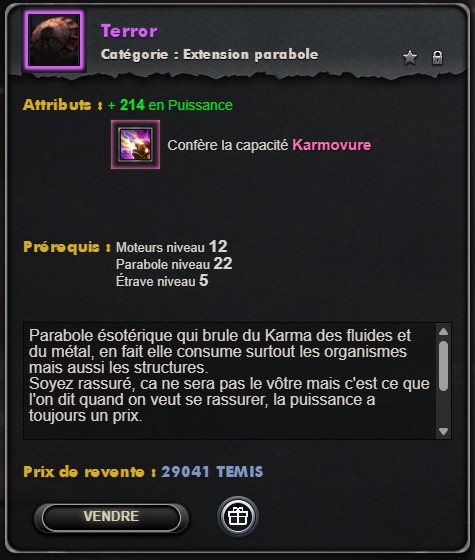 Terror
Catégorie : Extension parabole
Attributs : + 214 en Puissance
Confère la capacité Karmovure
Prérequis : Moteurs niveau 12
Parabole niveau 22
Étrave niveau 5
Parabole ésotérique qui brule du Karma des fluides et
du métal, en fait elle consume surtout les organismes
mais aussi les structures.
Soyez rassuré, ca ne sera pas le vôtre mais c'est ce que
l'on dit quand on veut se rassurer, la puissance a
toujours un prix.
Prix de revente : 29041 TEMIS
VENDRE